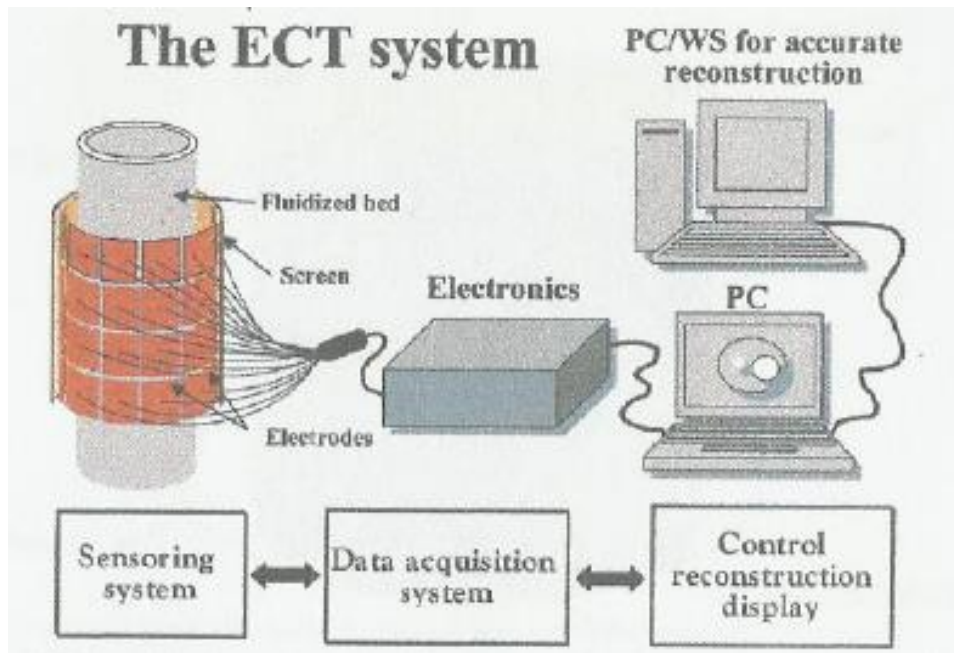 The ECT system
PC/WS for accurate
reconstruction
Fluidized bed
Screen
Electronics
PC
Electrodes
Sensoring
system
Data acquisition
system
Control
reconstruction
display